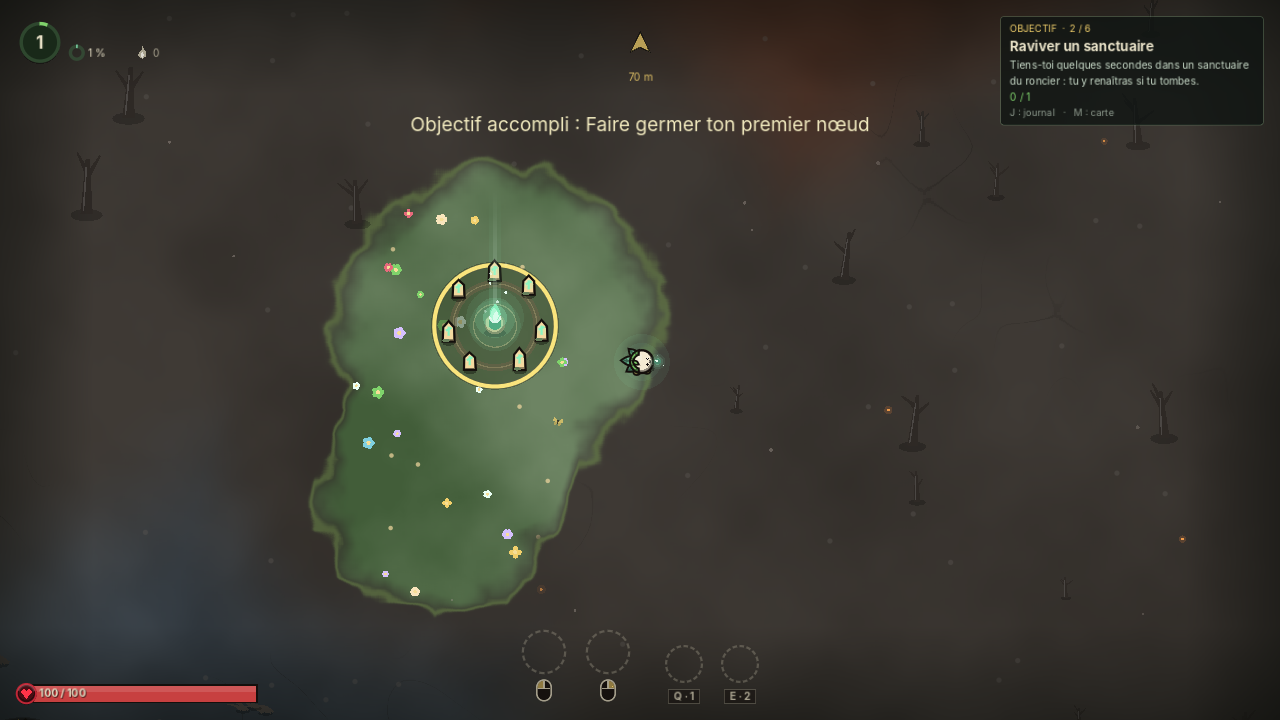 1
1 %
0
70 m
OBJECTIF · 2 / 6
Raviver un sanctuaire
Tiens-toi quelques secondes dans un sanctuaire
du roncier : tu y renaîtras si tu tombes.
0 / 1
J : journal · M : carte
Objectif accompli : Faire germer ton premier nœud
100 / 100
Q · 1
E · 2